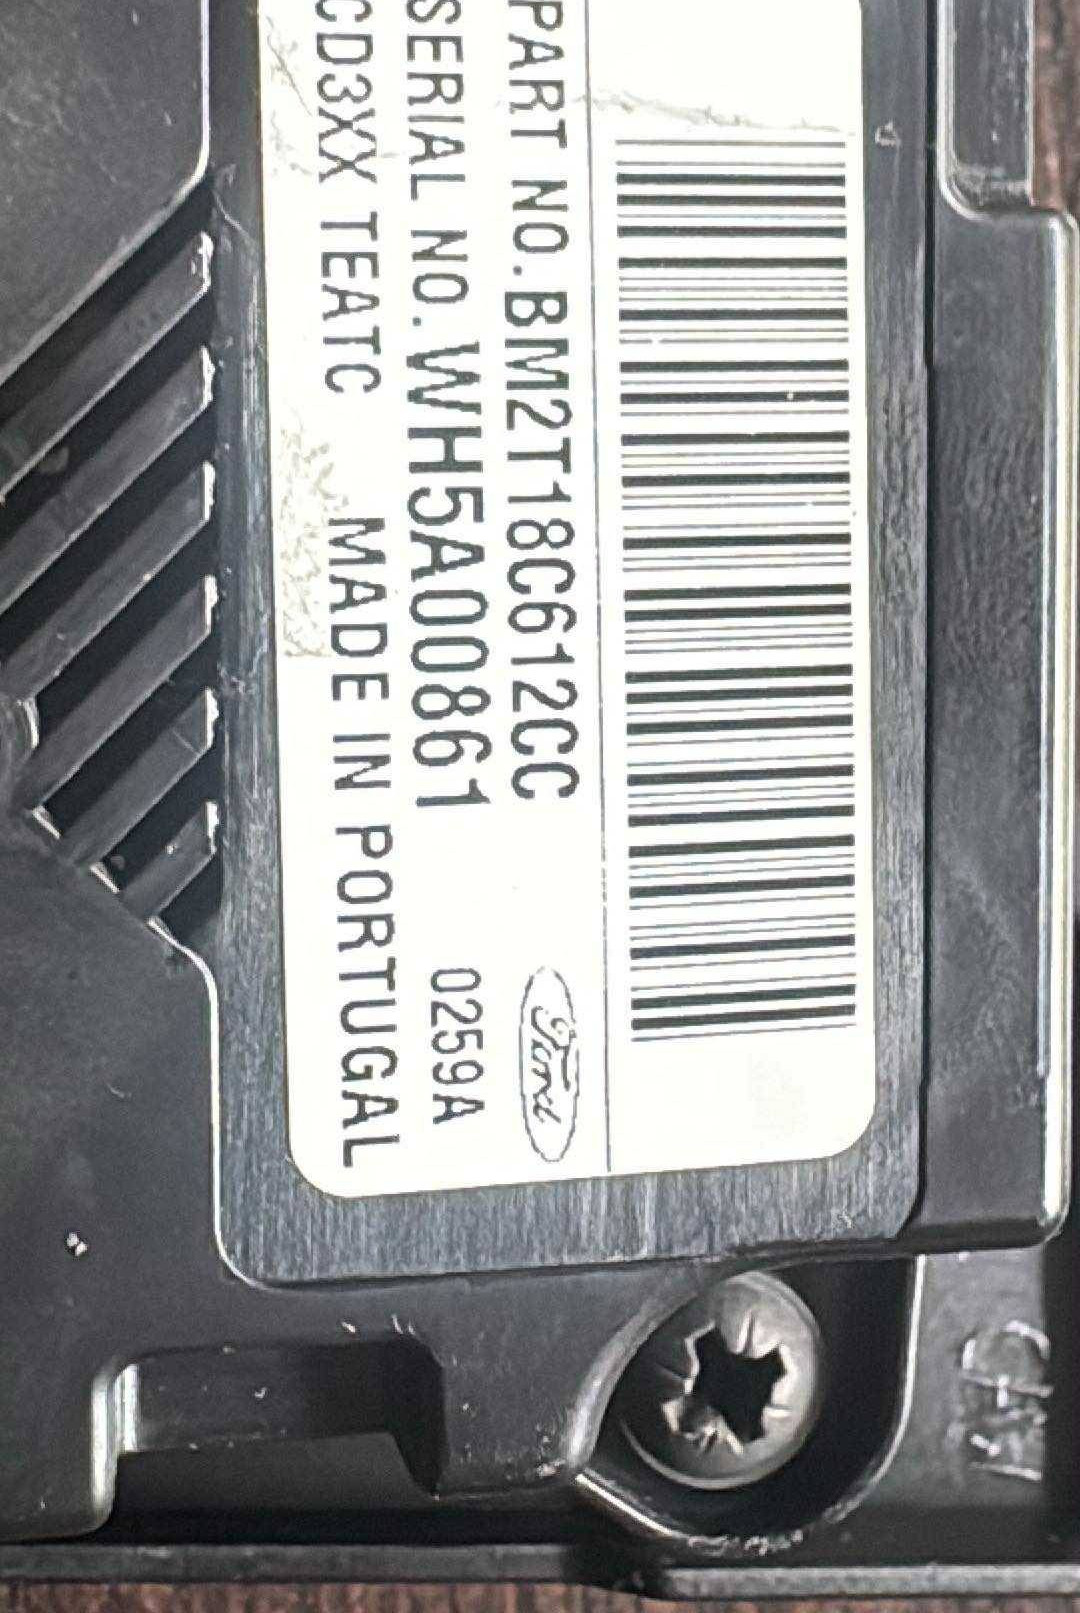 PART NO. BM2T18C612CC
Ford
SERIAL NO. WH5A00861 0259A
CD3XX TEATC MADE IN PORTUGAL